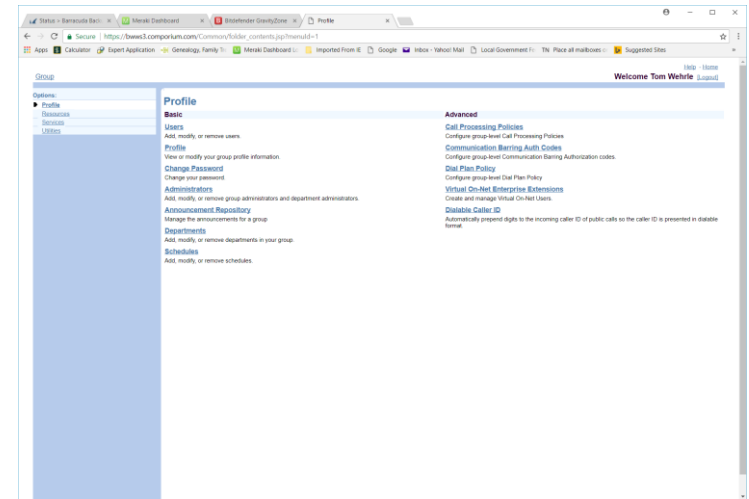 Status > Barracuda Back
Meraki Dashboard
Bitdefender GravityZone
Profile
Secure | https://bwws3.comporium.com/Common/folder_contents.jsp?menuId=1
Apps Calculator Expert Application Genealogy, Family Tr Meraki Dashboard Lo Imported From IE Google Inbox - Yahoo! Mail Local Government Fi TN Place all mailboxes o Suggested Sites »
Help - Home
Group
Welcome Tom Wehrle [Logout]
Options:
Profile
Resources
Services
Utilities
Profile
Basic
Users
Add, modify, or remove users.
Profile
View or modify your group profile information.
Change Password
Change your password.
Administrators
Add, modify, or remove group administrators and department administrators.
Announcement Repository
Manage the announcements for a group
Departments
Add, modify, or remove departments in your group.
Schedules
Add, modify, or remove schedules.
Advanced
Call Processing Policies
Configure group-level Call Processing Policies
Communication Barring Auth Codes
Configure group-level Communication Barring Authorization codes.
Dial Plan Policy
Configure group-level Dial Plan Policy
Virtual On-Net Enterprise Extensions
Create and manage Virtual On-Net Users.
Dialable Caller ID
Automatically prepend digits to the incoming caller ID of public calls so the caller ID is presented in dialable
format.